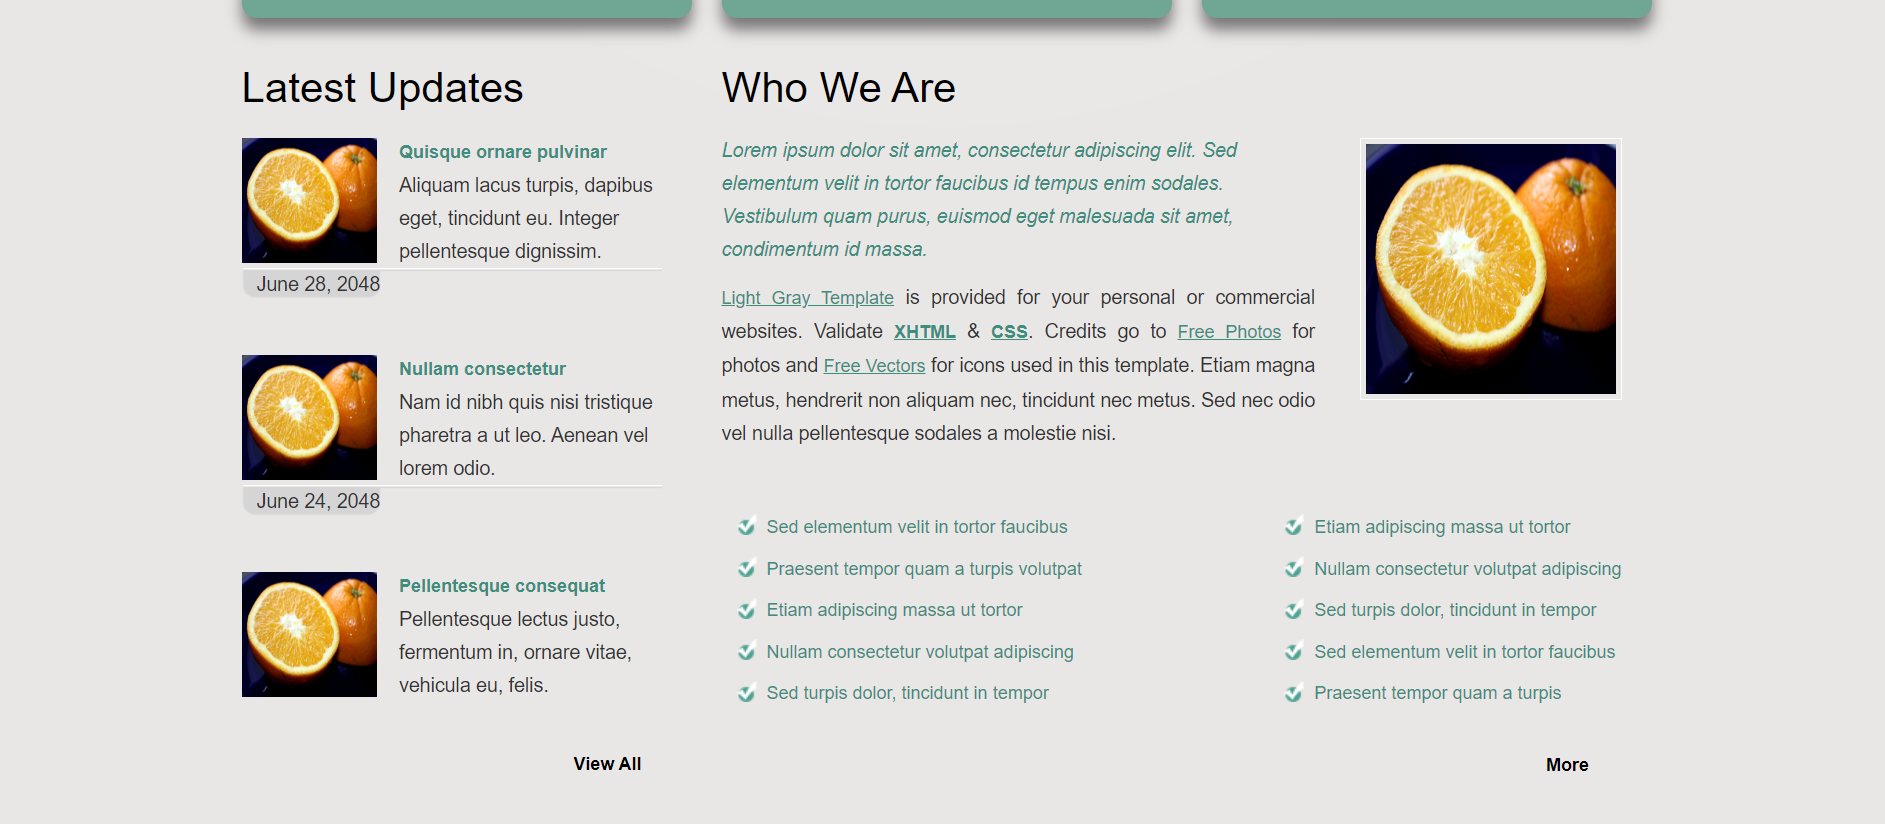 Latest Updates
Quisque ornare pulvinar
Aliquam lacus turpis, dapibus
eget, tincidunt eu. Integer
pellentesque dignissim.
June 28, 2048
Nullam consectetur
Nam id nibh quis nisi tristique
pharetra a ut leo. Aenean vel
lorem odio.
June 24, 2048
Pellentesque consequat
Pellentesque lectus justo,
fermentum in, ornare vitae,
vehicula eu, felis.
View All
Who We Are
Lorem ipsum dolor sit amet, consectetur adipiscing elit. Sed
elementum velit in tortor faucibus id tempus enim sodales.
Vestibulum quam purus, euismod eget malesuada sit amet,
condimentum id massa.
Light Gray Template is provided for your personal or commercial
websites. Validate XHTML & CSS. Credits go to Free Photos for
photos and Free Vectors for icons used in this template. Etiam magna
metus, hendrerit non aliquam nec, tincidunt nec metus. Sed nec odio
vel nulla pellentesque sodales a molestie nisi.
Sed elementum velit in tortor faucibus
Praesent tempor quam a turpis volutpat
Etiam adipiscing massa ut tortor
Nullam consectetur volutpat adipiscing
Sed turpis dolor, tincidunt in tempor
Etiam adipiscing massa ut tortor
Nullam consectetur volutpat adipiscing
Sed turpis dolor, tincidunt in tempor
Sed elementum velit in tortor faucibus
Praesent tempor quam a turpis
More